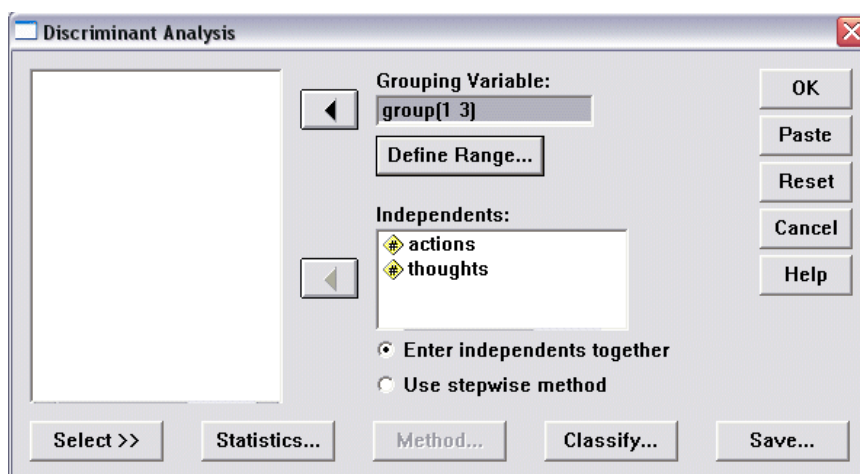 Discriminant Analysis
Grouping Variable:
group(1 3)
Define Range...
Independents:
# actions
# thoughts
Enter independents together
Use stepwise method
OK
Paste
Reset
Cancel
Help
Select >>
Statistics...
Method...
Classify...
Save...